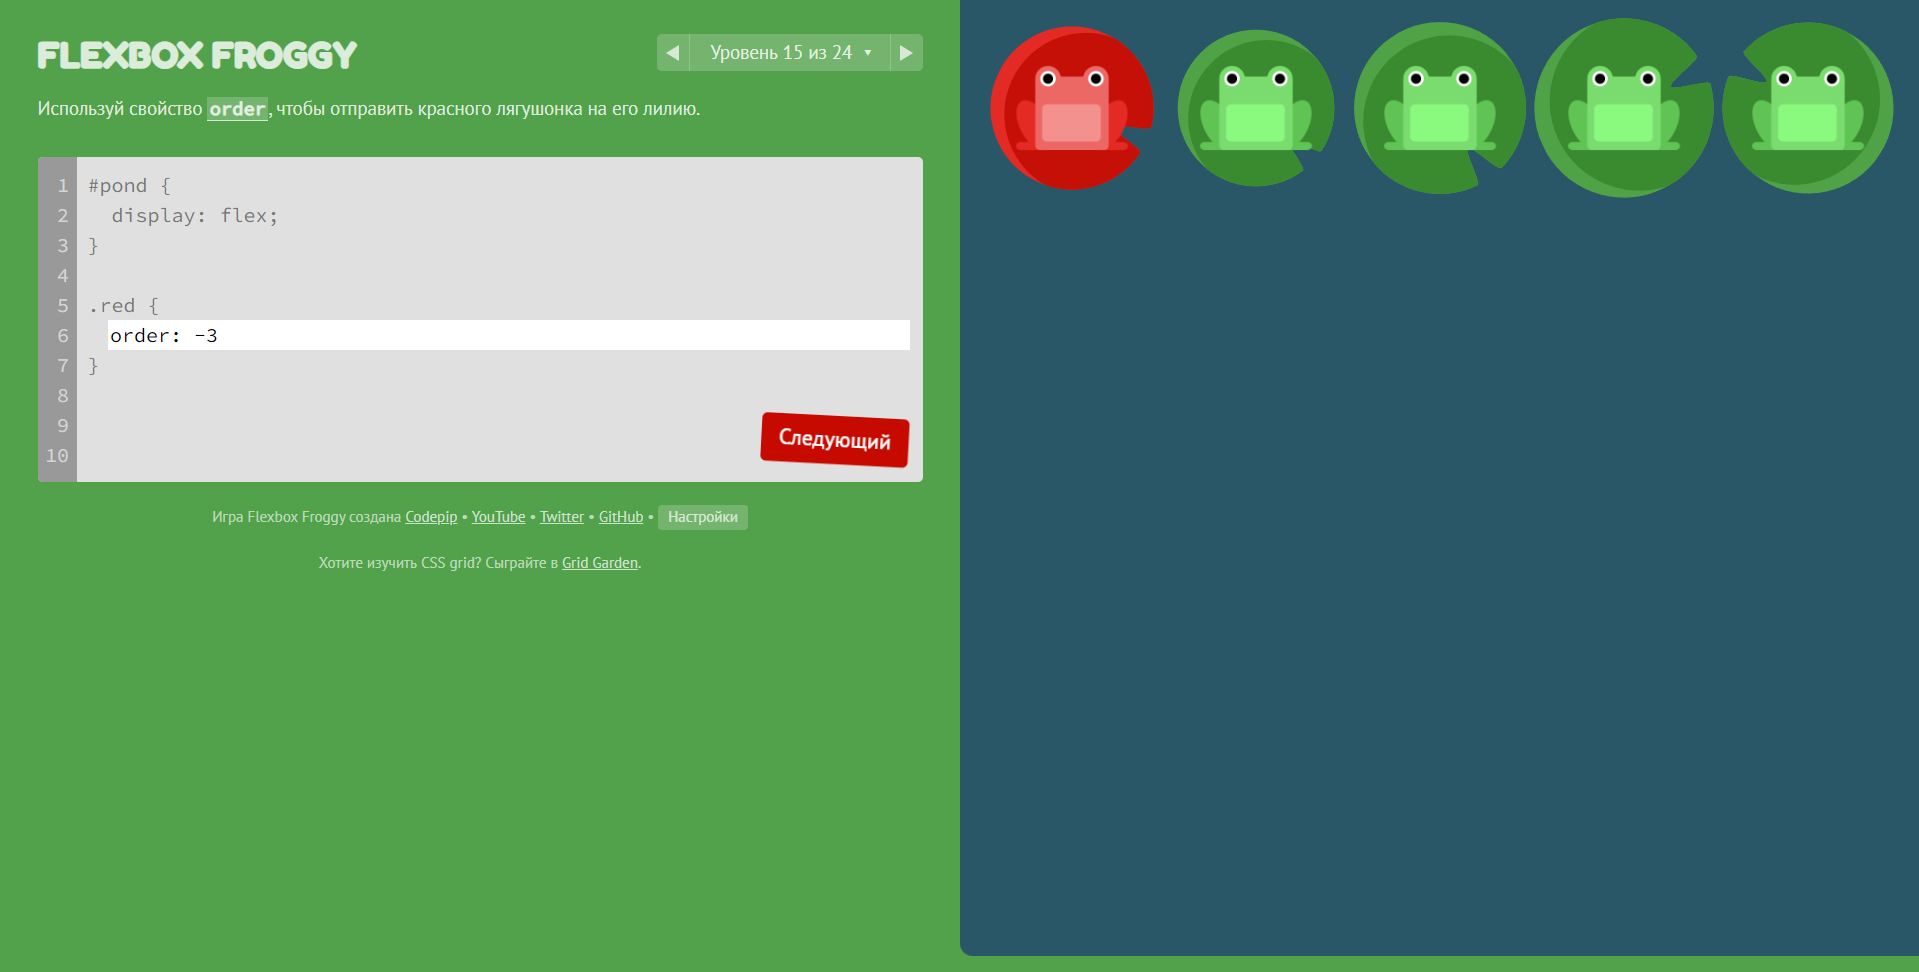 FLEXBOX FROGGY
Уровень 15 из 24
Используй свойство order, чтобы отправить красного лягушонка на его лилию.
1 #pond {
2   display: flex;
3 }
4
5 .red {
6   order: -3
7 }
8
9
10
Следующий
Игра Flexbox Froggy создана Codepip • YouTube • Twitter • GitHub • Настройки
Хотите изучить CSS grid? Сыграйте в Grid Garden.